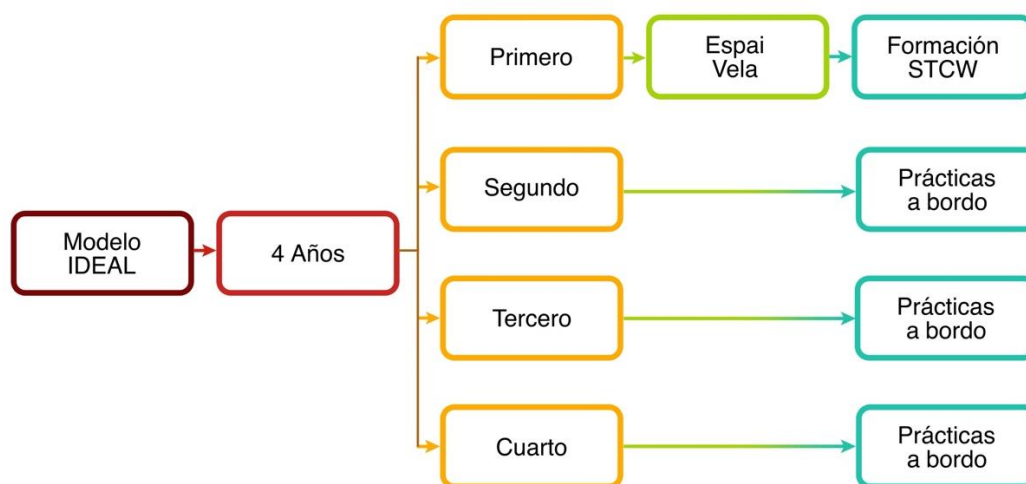 Primero
Espai
Vela
Formación
STCW
Segundo
Prácticas
a bordo
Modelo
IDEAL
4 Años
Tercero
Prácticas
a bordo
Cuarto
Prácticas
a bordo